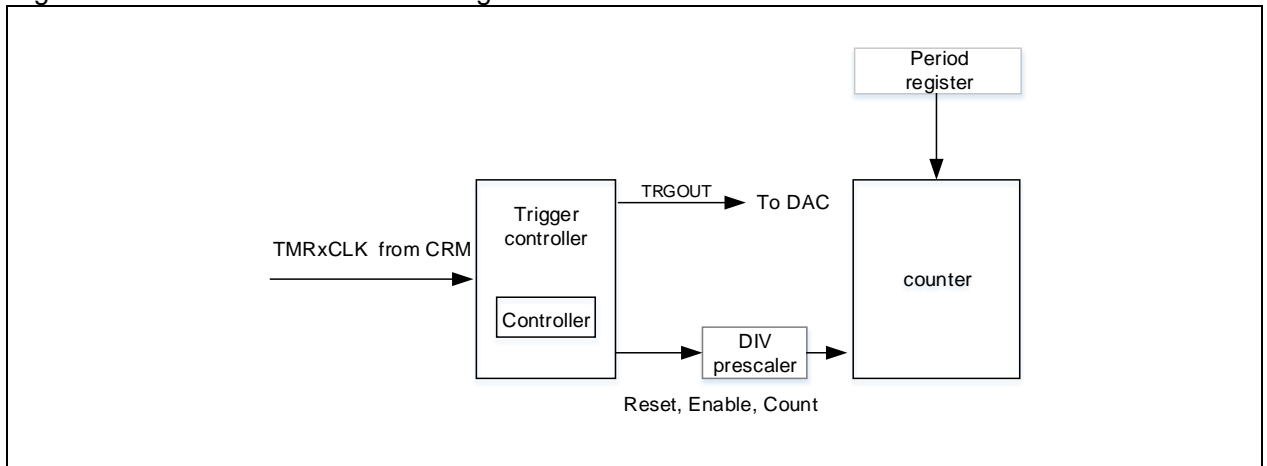 Period
register
TRGOUT
To DAC
Trigger
controller
TMRxCLK from CRM
counter
Controller
DIV
prescaler
Reset, Enable, Count